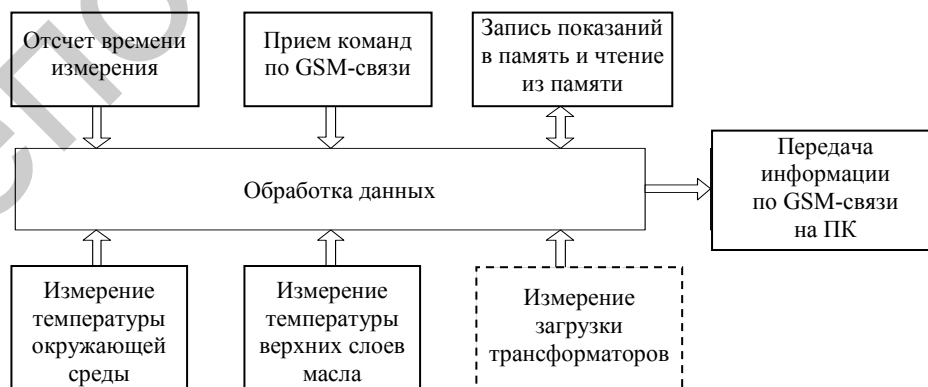 Отсчет времени
измерения
Прием команд
по GSM-связи
Запись показаний
в память и чтение
из памяти
Обработка данных
Передача
информации
по GSM-связи
на ПК
Измерение
температуры
окружающей
среды
Измерение
температуры
верхних слоев
масла
Измерение
загрузки
трансформаторов